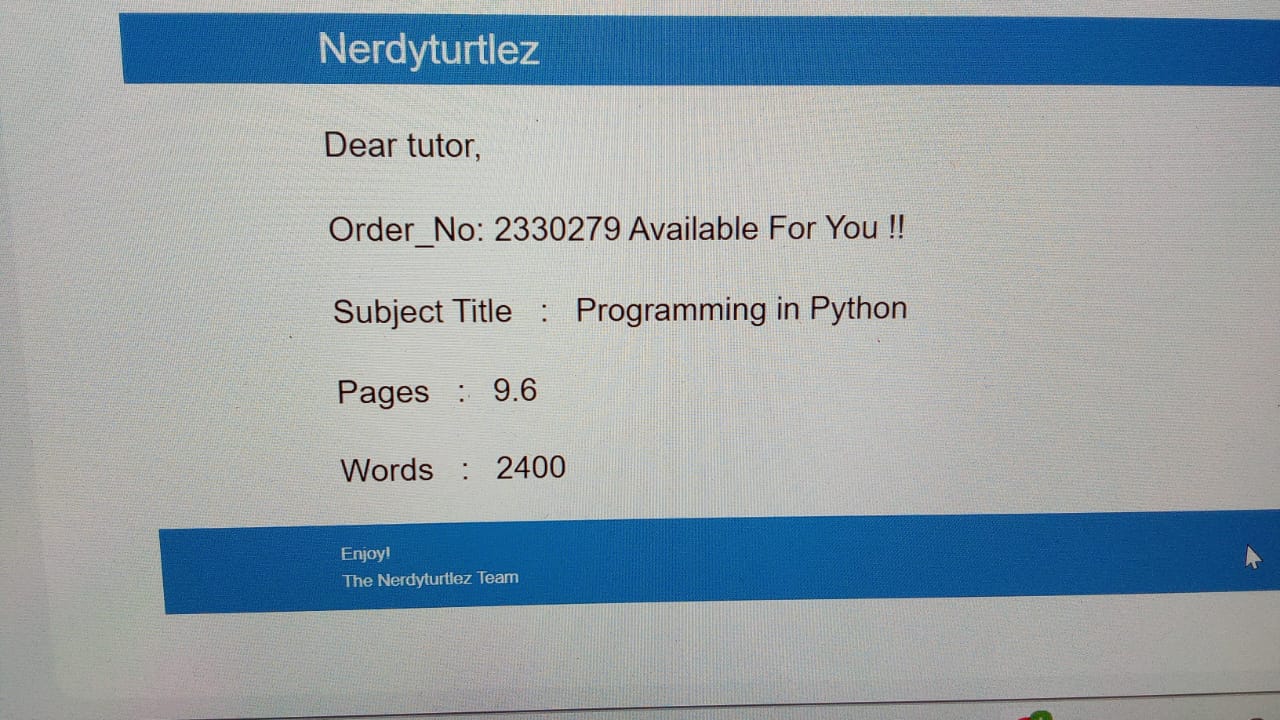 Nerdyturtlez
Dear tutor,
Order_No: 2330279 Available For You !!
Subject Title : Programming in Python
Pages : 9.6
Words : 2400
Enjoy!
The Nerdyturtlez Team